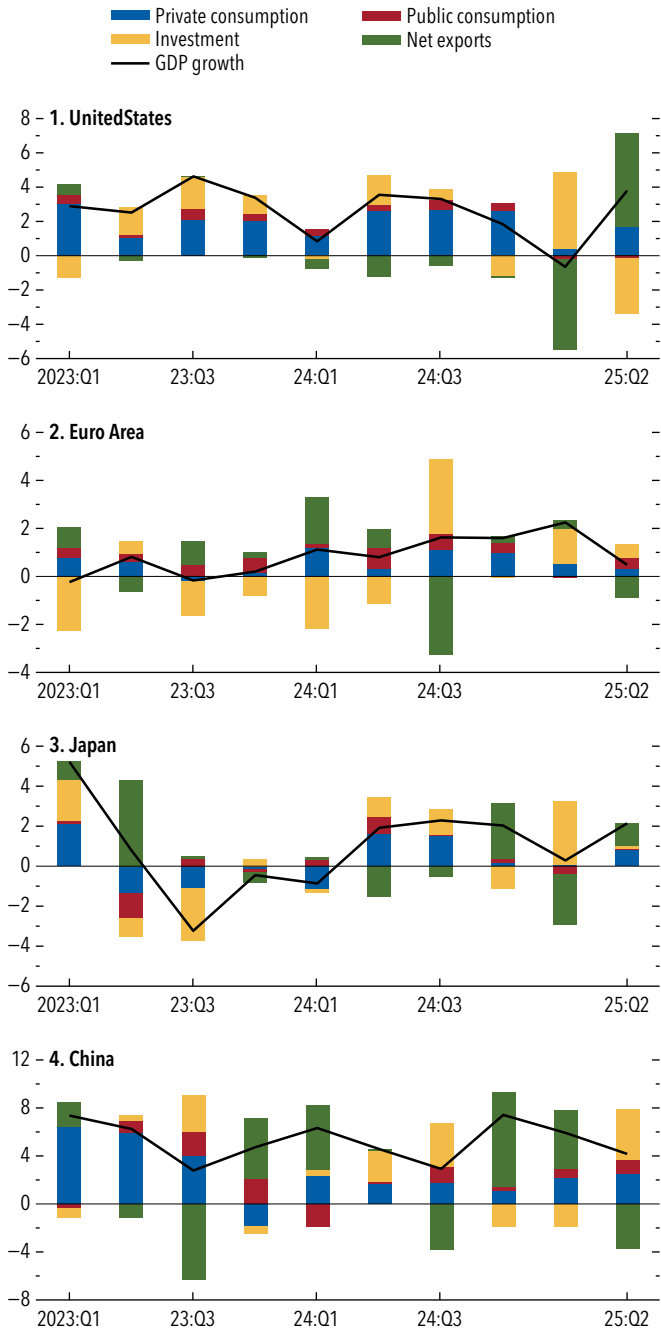 Private consumption
Public consumption
Investment
Net exports
GDP growth
8
1. UnitedStates
6
4
2
0
−2
−4
−6
2023:Q1 23:Q3 24:Q1 24:Q3 25:Q2
6
2. Euro Area
4
2
0
−2
−4
2023:Q1 23:Q3 24:Q1 24:Q3 25:Q2
6
3. Japan
4
2
0
−2
−4
−6
2023:Q1 23:Q3 24:Q1 24:Q3 25:Q2
12
4. China
8
4
0
−4
−8
2023:Q1 23:Q3 24:Q1 24:Q3 25:Q2